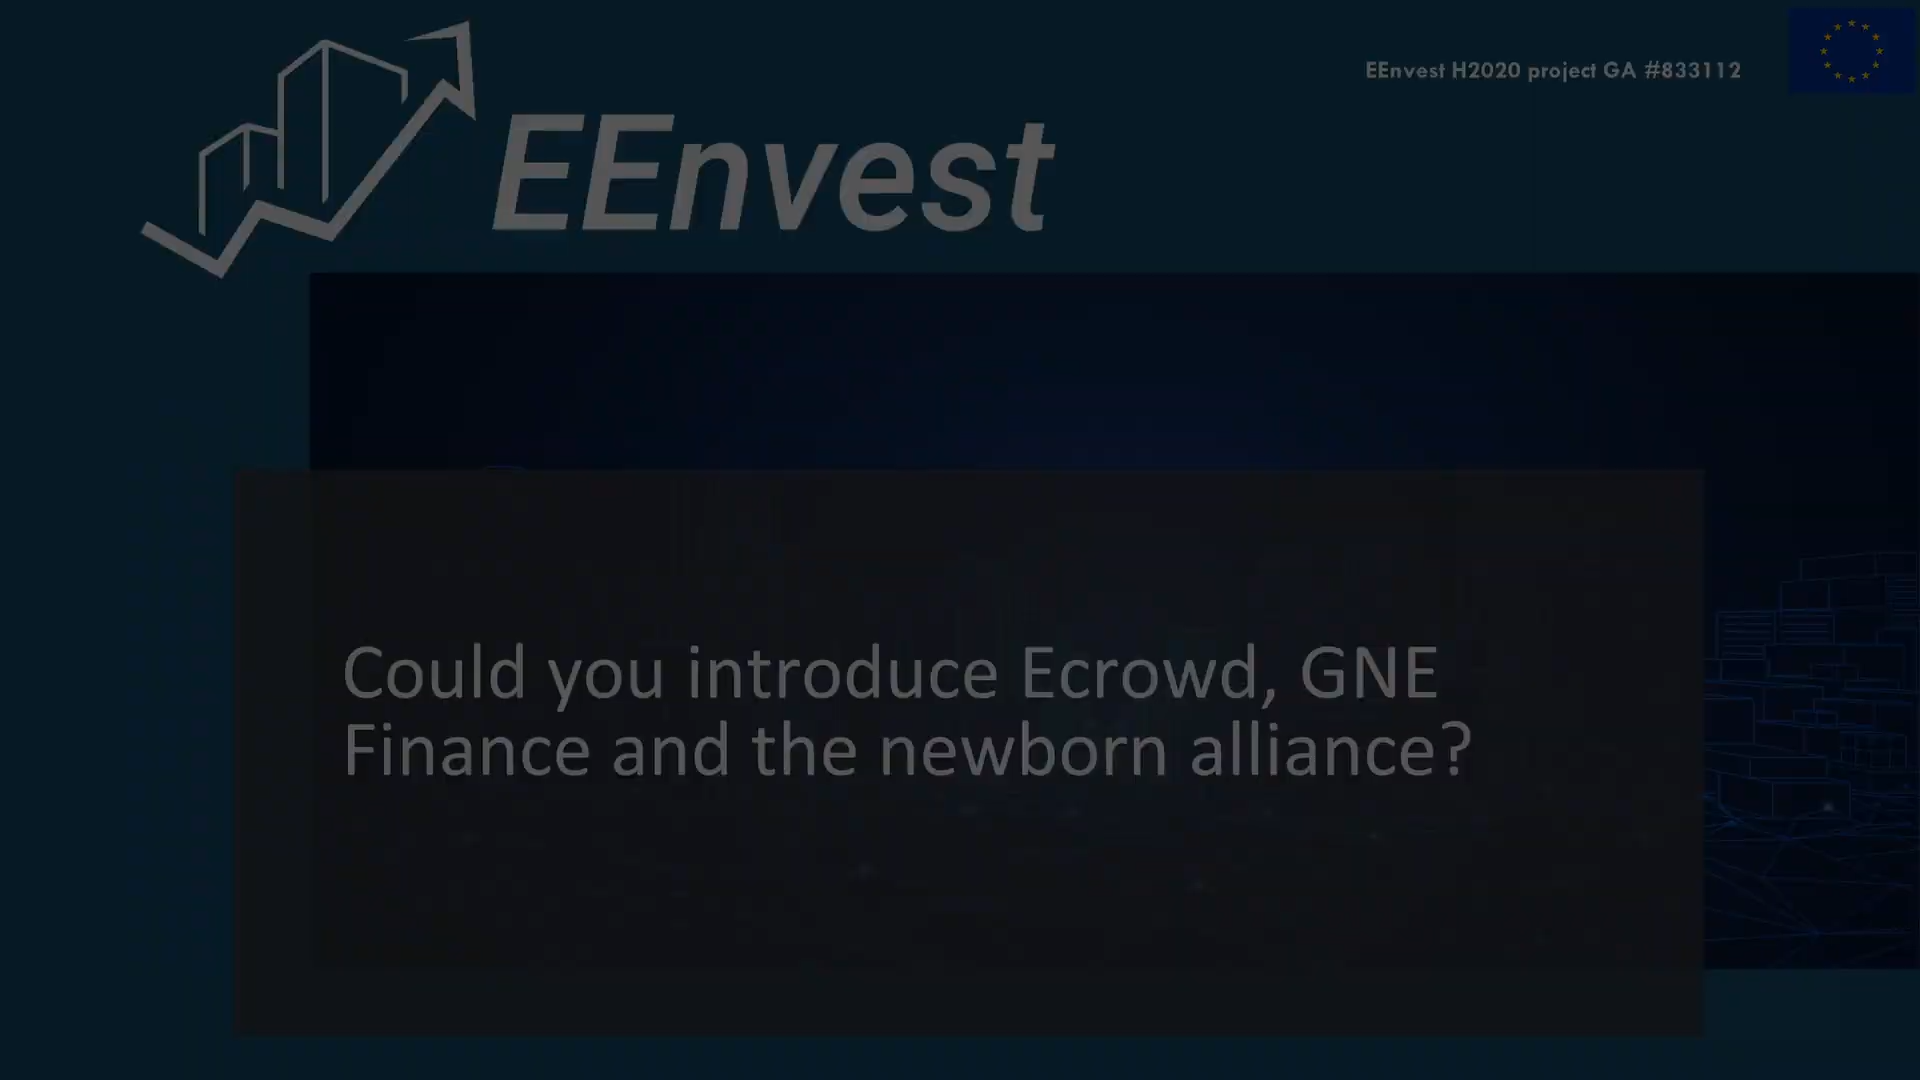 EEnvest H2020 project GA #833112
EEnvest
Could you introduce Ecrowd, GNE
Finance and the newborn alliance?